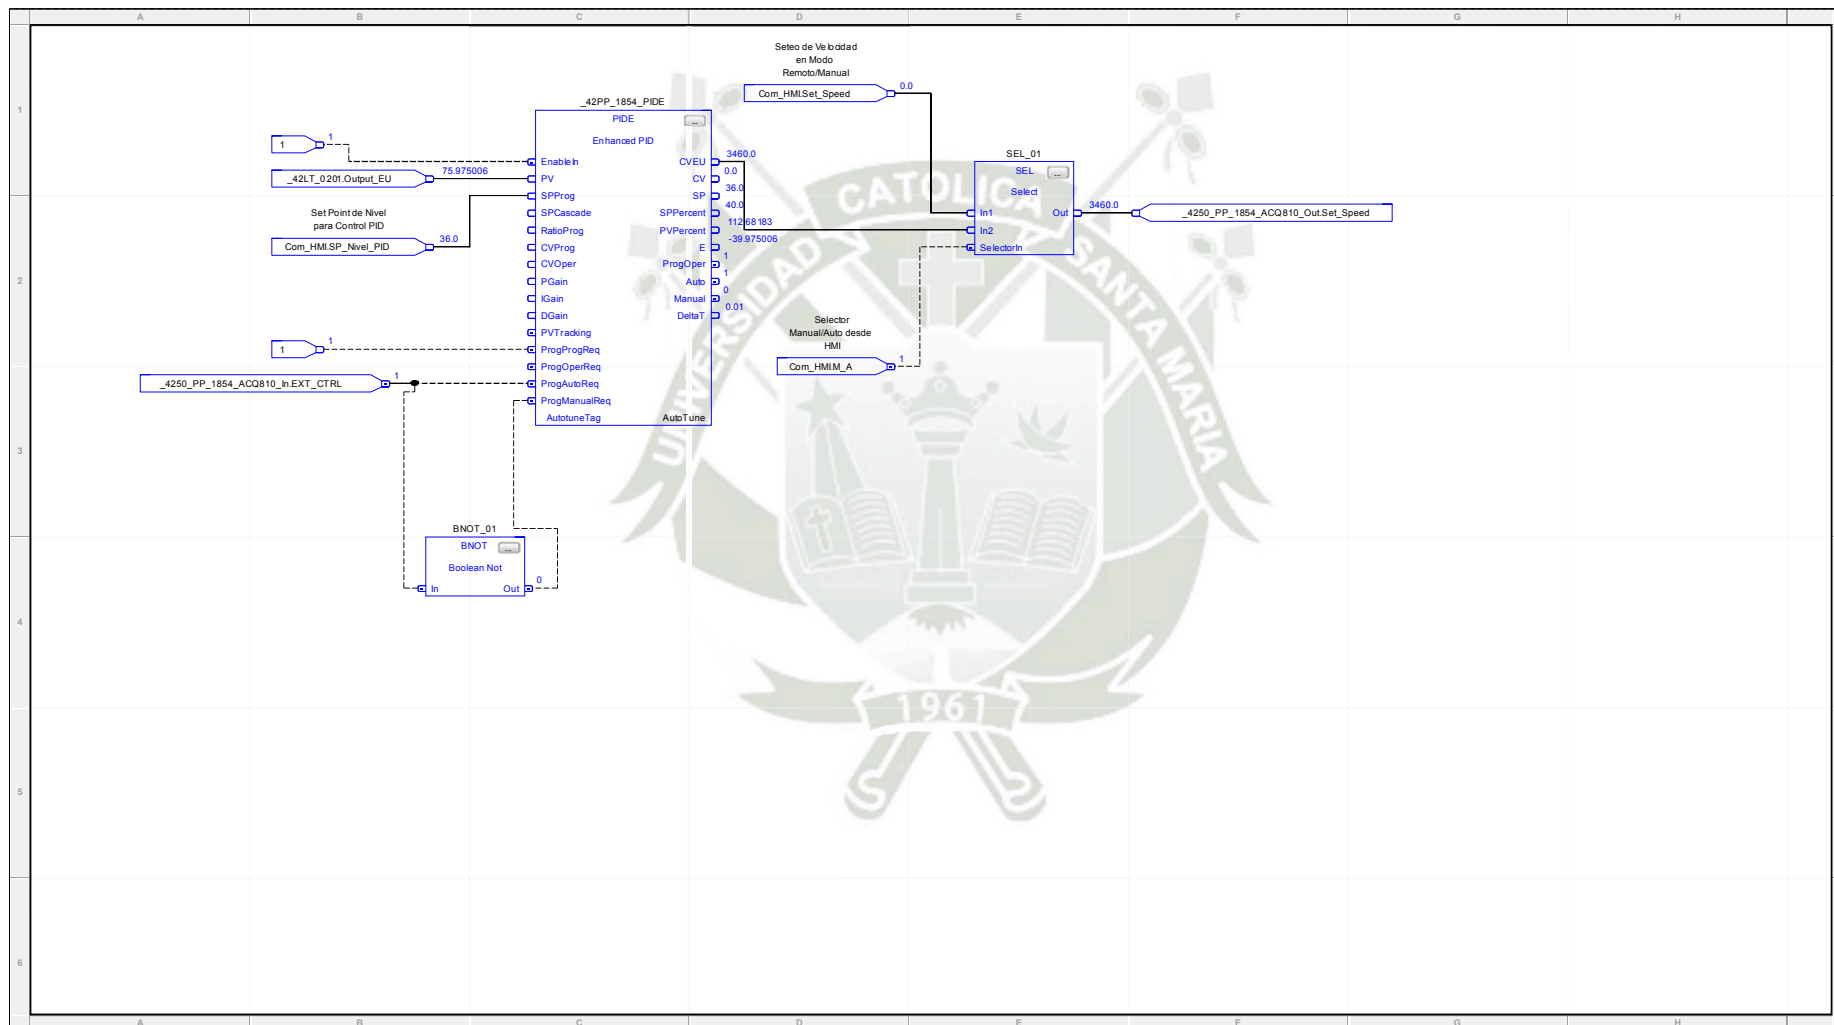 A B C D E F G H
Seteo de Velocidad
en Modo
Remoto/Manual
Com_HMI.Set_Speed
0.0
1
_42PP_1854_PIDE
PIDE
...
Enhanced PID
1
1
EnableIn
CVEU
3460.0
_42LT_0201.Output_EU
75.975006
PV
CV
0.0
SPProg
SP
36.0
Set Point de Nivel
para Control PID
Com_HMI.SP_Nivel_PID
36.0
SPCascade
SPPercent
40.0
RatioProg
PVPercent
112.68183
CVProg
E
-39.975006
CVOper
ProgOper
1
PGain
Auto
1
IGain
Manual
0
DGain
DeltaT
0.01
PVTracking
1
1
ProgProgReq
ProgOperReq
_4250_PP_1854_ACQ810_In.EXT_CTRL
1
ProgAutoReq
ProgManualReq
AutotuneTag
AutoTune
SEL_01
SEL
...
Select
In1
Out
3460.0
_4250_PP_1854_ACQ810_Out.Set_Speed
In2
SelectorIn
2
Selector
Manual/Auto desde
HMI
Com_HMI.M_A
1
3
BNOT_01
BNOT
...
Boolean Not
In
Out
0
4
5
6
UNIVERSIDAD CATOLICA SANTA MARIA
1961
A B C D E F G H